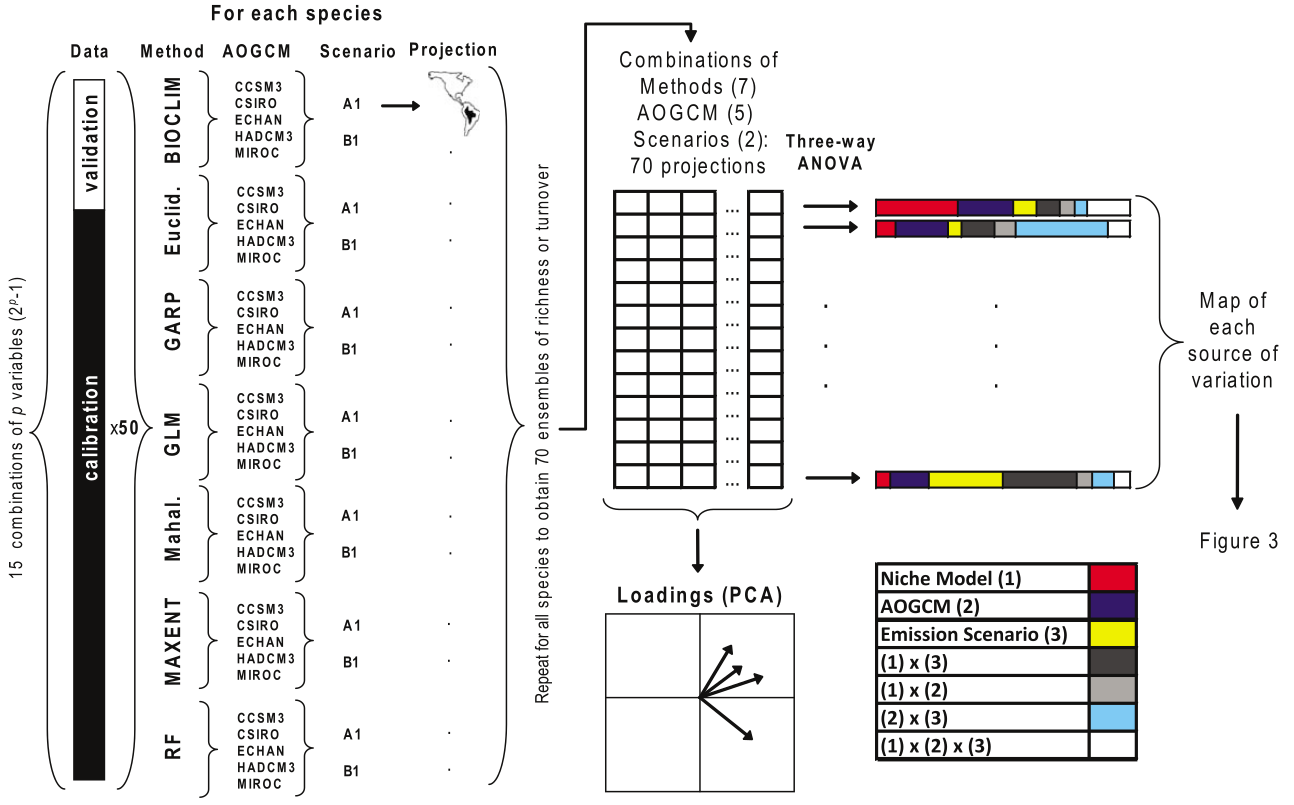 For each species
Data
Method
AOGCM
Scenario
Projection
15 combinations of p variables (2^p-1)
validation
calibration
x50
BIOCLIM
CCSM3
CSIRO
ECHAN
HADCM3
MIROC
A1
B1
Euclid.
CCSM3
CSIRO
ECHAN
HADCM3
MIROC
A1
B1
GARP
CCSM3
CSIRO
ECHAN
HADCM3
MIROC
A1
B1
GLM
CCSM3
CSIRO
ECHAN
HADCM3
MIROC
A1
B1
Mahal.
CCSM3
CSIRO
ECHAN
HADCM3
MIROC
A1
B1
MAXENT
CCSM3
CSIRO
ECHAN
HADCM3
MIROC
A1
B1
RF
CCSM3
CSIRO
ECHAN
HADCM3
MIROC
A1
B1
Repeat for all species to obtain 70 ensembles of richness or turnover
Combinations of
Methods (7)
AOGCM (5)
Scenarios (2):
70 projections
...
...
...
...
...
...
...
...
...
...
...
...
...
Three-way
ANOVA
Map of
each
source of
variation
Figure 3
Loadings (PCA)
Niche Model (1)
AOGCM (2)
Emission Scenario (3)
(1) x (3)
(1) x (2)
(2) x (3)
(1) x (2) x (3)